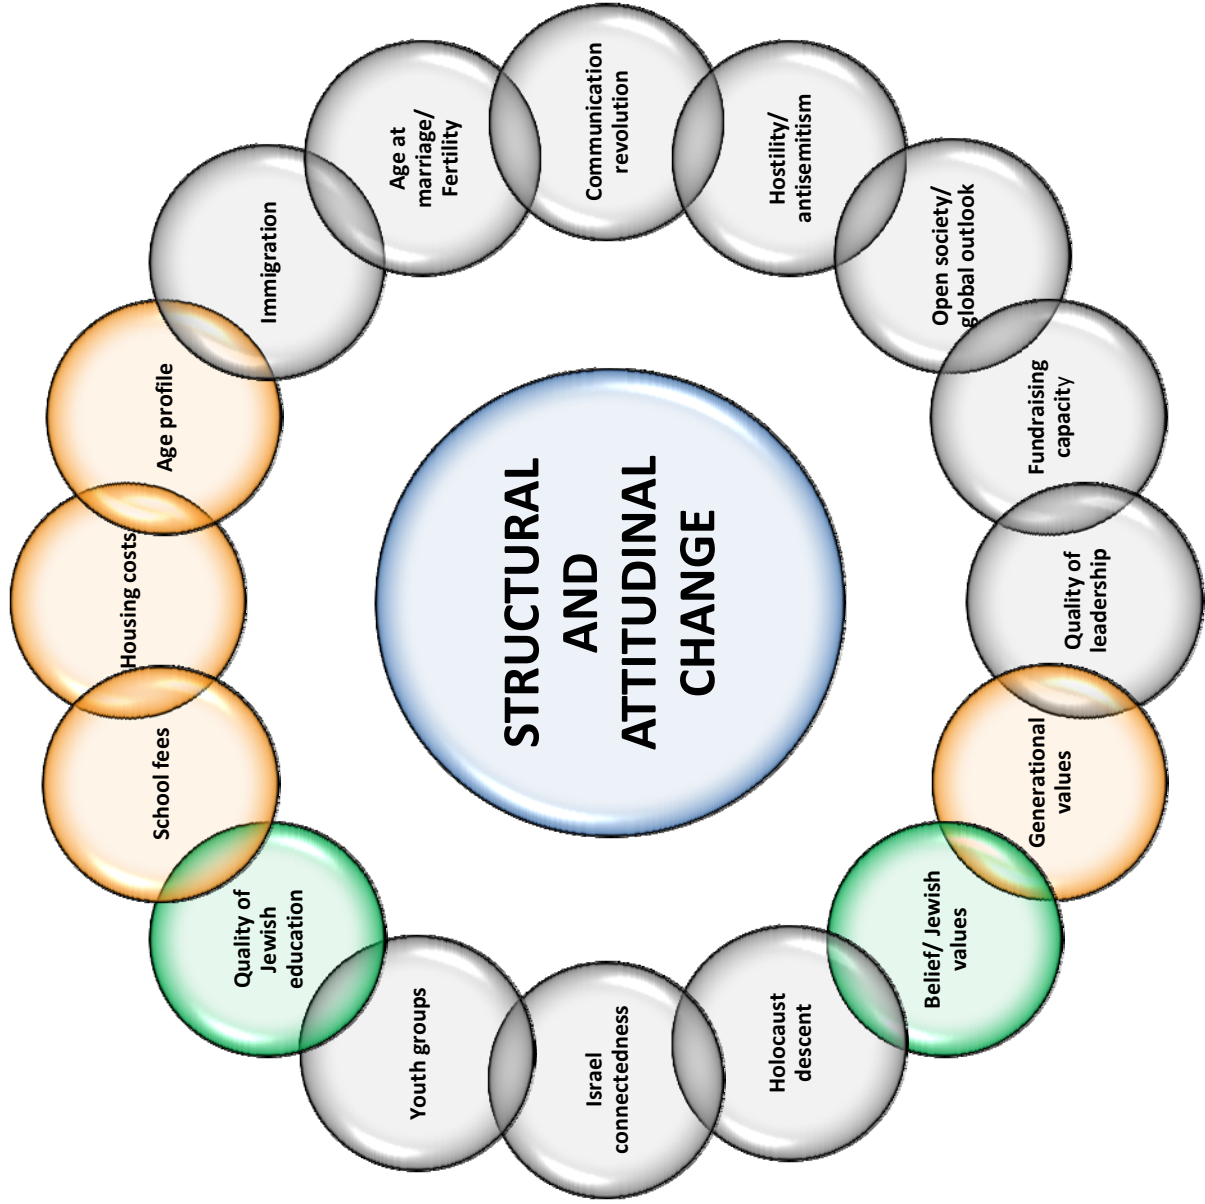 STRUCTURAL
AND
ATTITUDINAL
CHANGE
Housing costs
Age profile
Immigration
Age at
marriage/
Fertility
Communication
revolution
Hostility/
antisemitism
Open society/
global outlook
Fundraising
capacity
Quality of
leadership
Generational
values
Belief/ Jewish
values
Holocaust
descent
Israel
connectedness
Youth groups
Quality of
Jewish
education
School fees